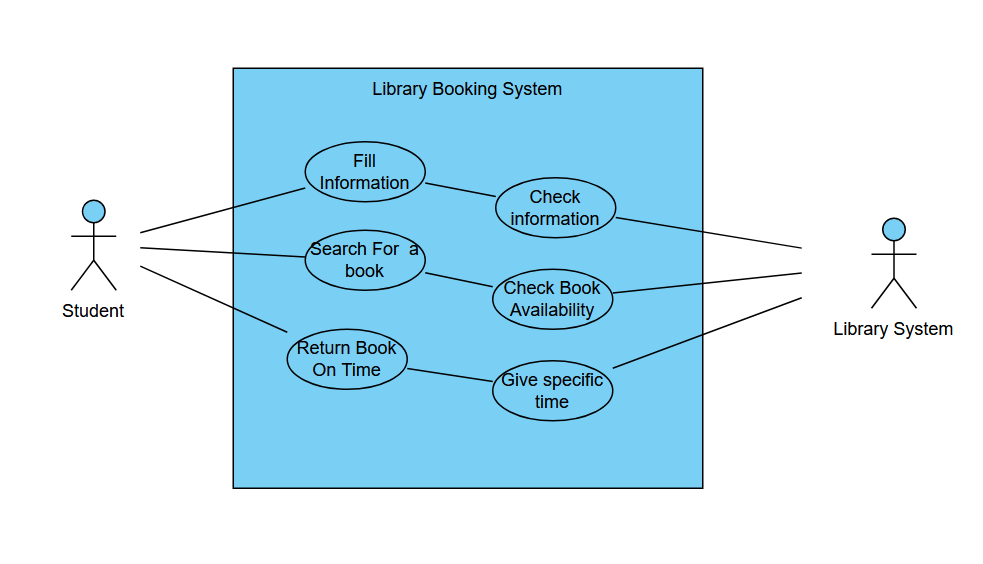 Library Booking System
Fill
Information
Check
information
Search For  a
book
Check Book
Availability
Return Book
On Time
Give specific
time
Student
Library System